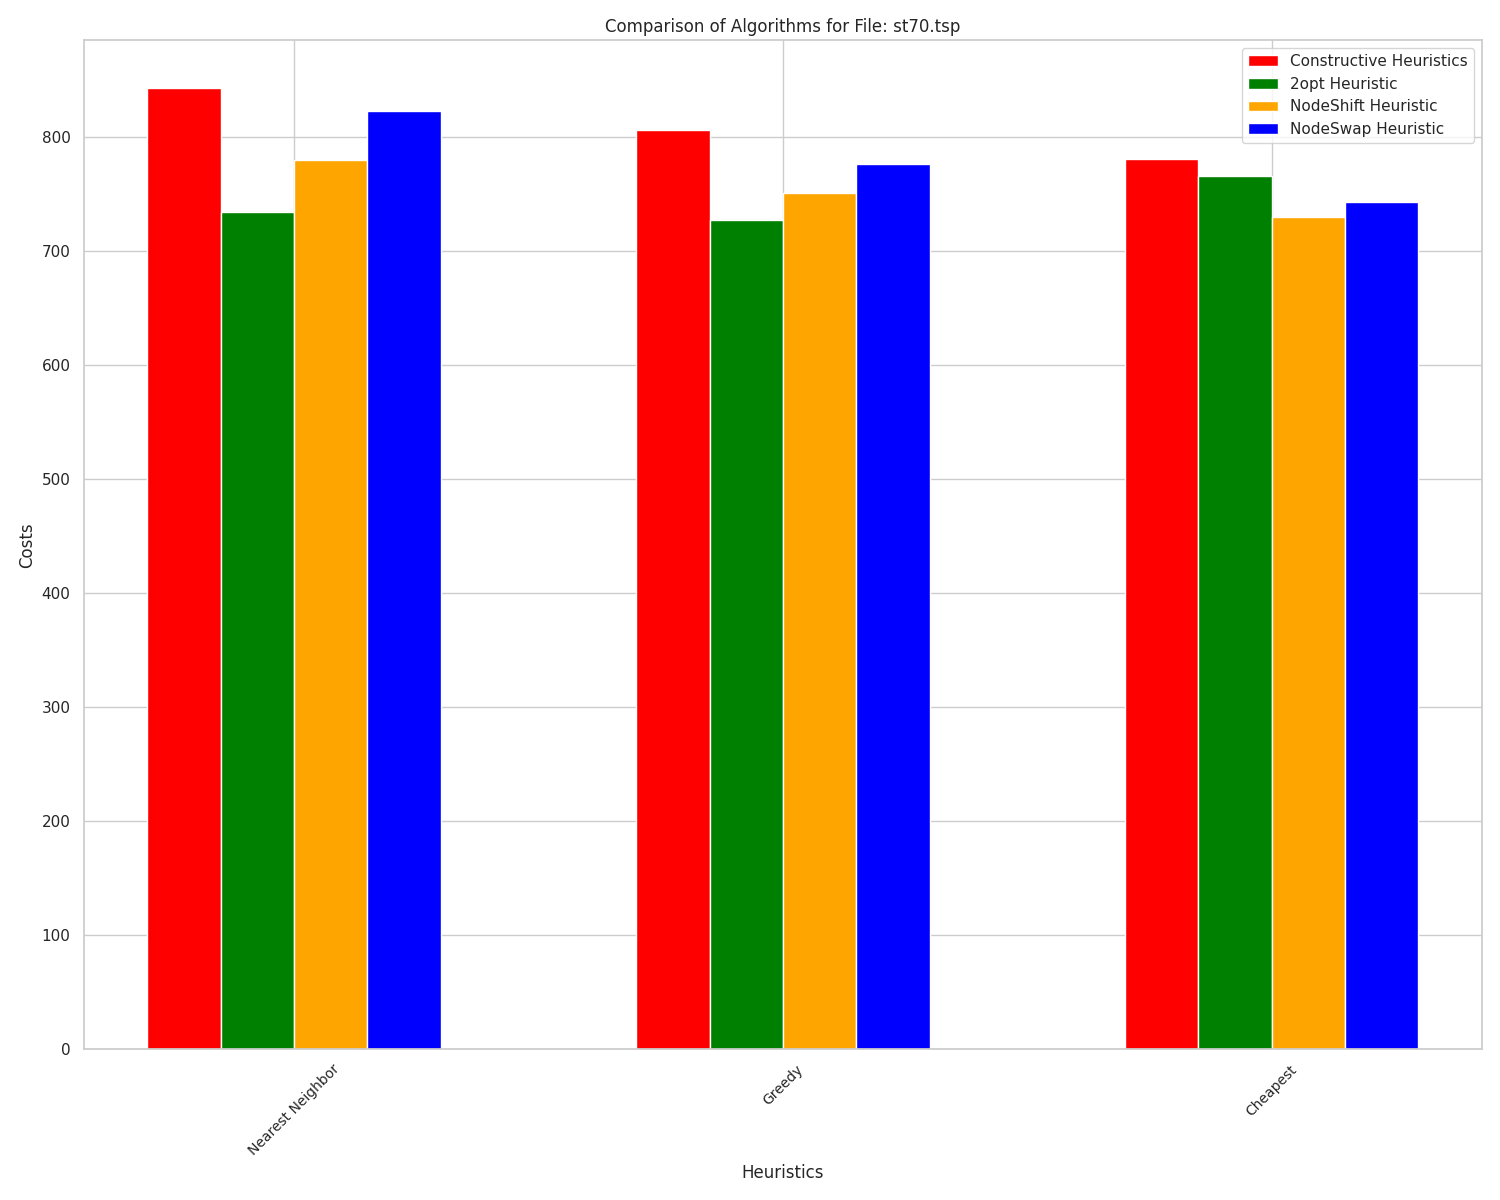 Comparison of Algorithms for File: st70.tsp
Constructive Heuristics
2opt Heuristic
NodeShift Heuristic
NodeSwap Heuristic
Costs
800
700
600
500
400
300
200
100
0
Nearest Neighbor
Greedy
Cheapest
Heuristics